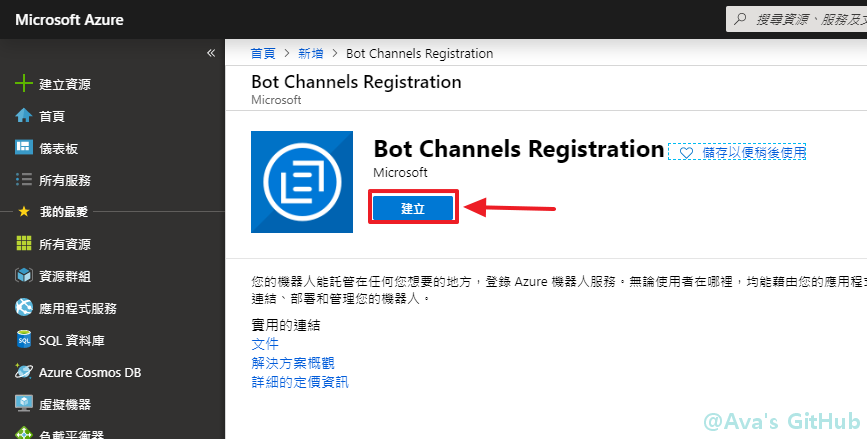 Microsoft Azure
搜尋資源、服務及文
«
首頁 > 新增 > Bot Channels Registration
Bot Channels Registration
Microsoft
建立資源
首頁
儀表板
所有服務
我的最愛
所有資源
資源群組
應用程式服務
SQL 資料庫
Azure Cosmos DB
虛擬機器
負載平衡器
Bot Channels Registration
儲存以便稍後使用
Microsoft
建立
您的機器人能託管在任何您想要的地方，登錄 Azure 機器人服務。無論使用者在哪裡，均能藉由您的應用程式
連結、部署和管理您的機器人。
實用的連結
文件
解決方案概觀
詳細的定價資訊
@Ava's GitHub